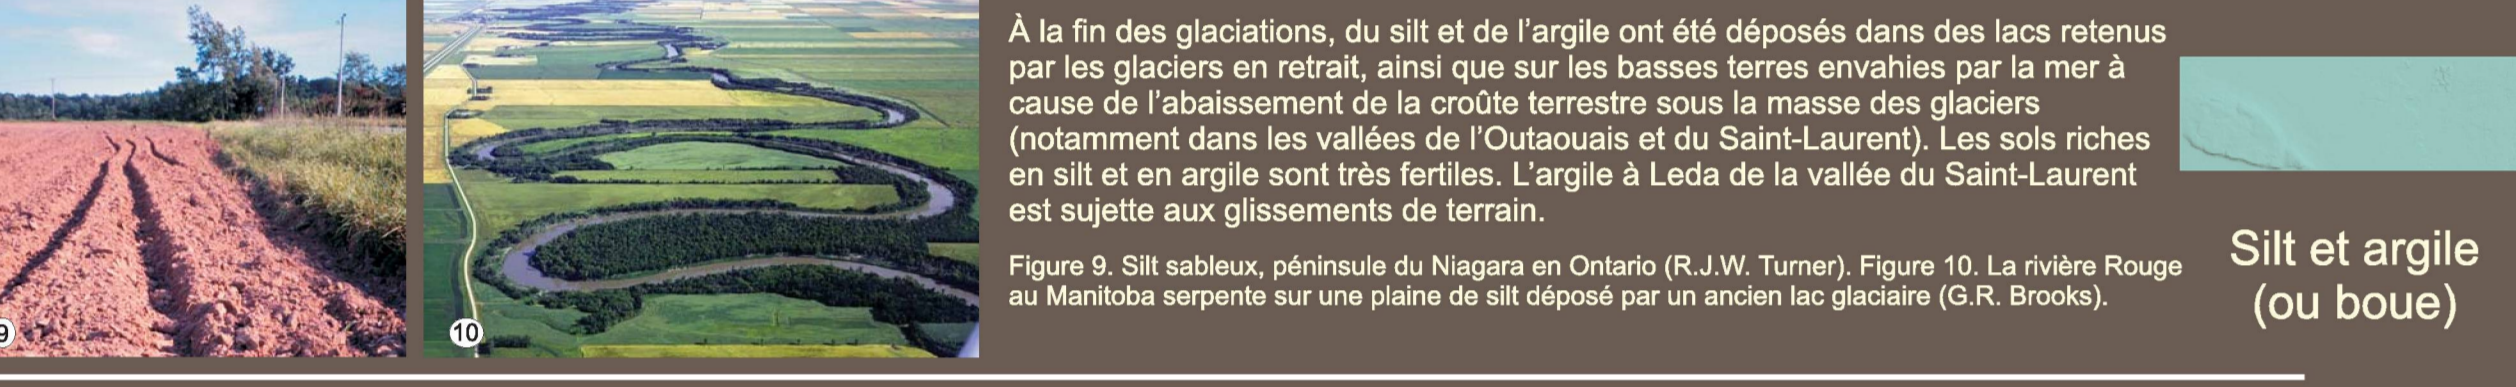 À la fin des glaciations, du silt et de l'argile ont été déposés dans des lacs retenus
par les glaciers en retrait, ainsi que sur les basses terres envahies par la mer à
cause de l'abaissement de la croûte terrestre sous la masse des glaciers
(notamment dans les vallées de l'Outaouais et du Saint-Laurent). Les sols riches
en silt et en argile sont très fertiles. L'argile à Leda de la vallée du Saint-Laurent
est sujette aux glissements de terrain.
Figure 9. Silt sableux, péninsule du Niagara en Ontario (R.J.W. Turner). Figure 10. La rivière Rouge
au Manitoba serpente sur une plaine de silt déposé par un ancien lac glaciaire (G.R. Brooks).
Silt et argile
(ou boue)
9
10